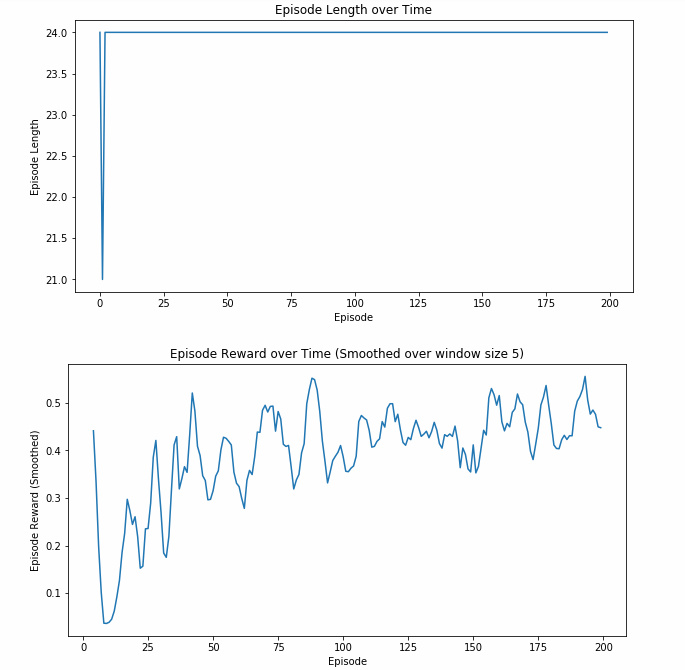 Episode Length over Time
24.0
23.5
23.0
22.5
22.0
21.5
21.0
Episode Length
0 25 50 75 100 125 150 175 200
Episode
Episode Reward over Time (Smoothed over window size 5)
0.5
0.4
0.3
0.2
0.1
Episode Reward (Smoothed)
0 25 50 75 100 125 150 175 200
Episode